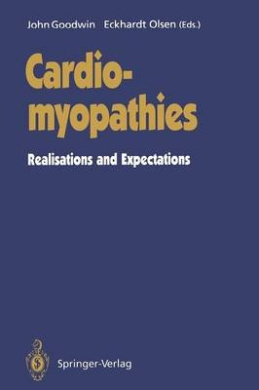 John Goodwin Eckhardt Olsen (Eds.)
Cardio-
myopathies
Realisations and Expectations
Springer-Verlag